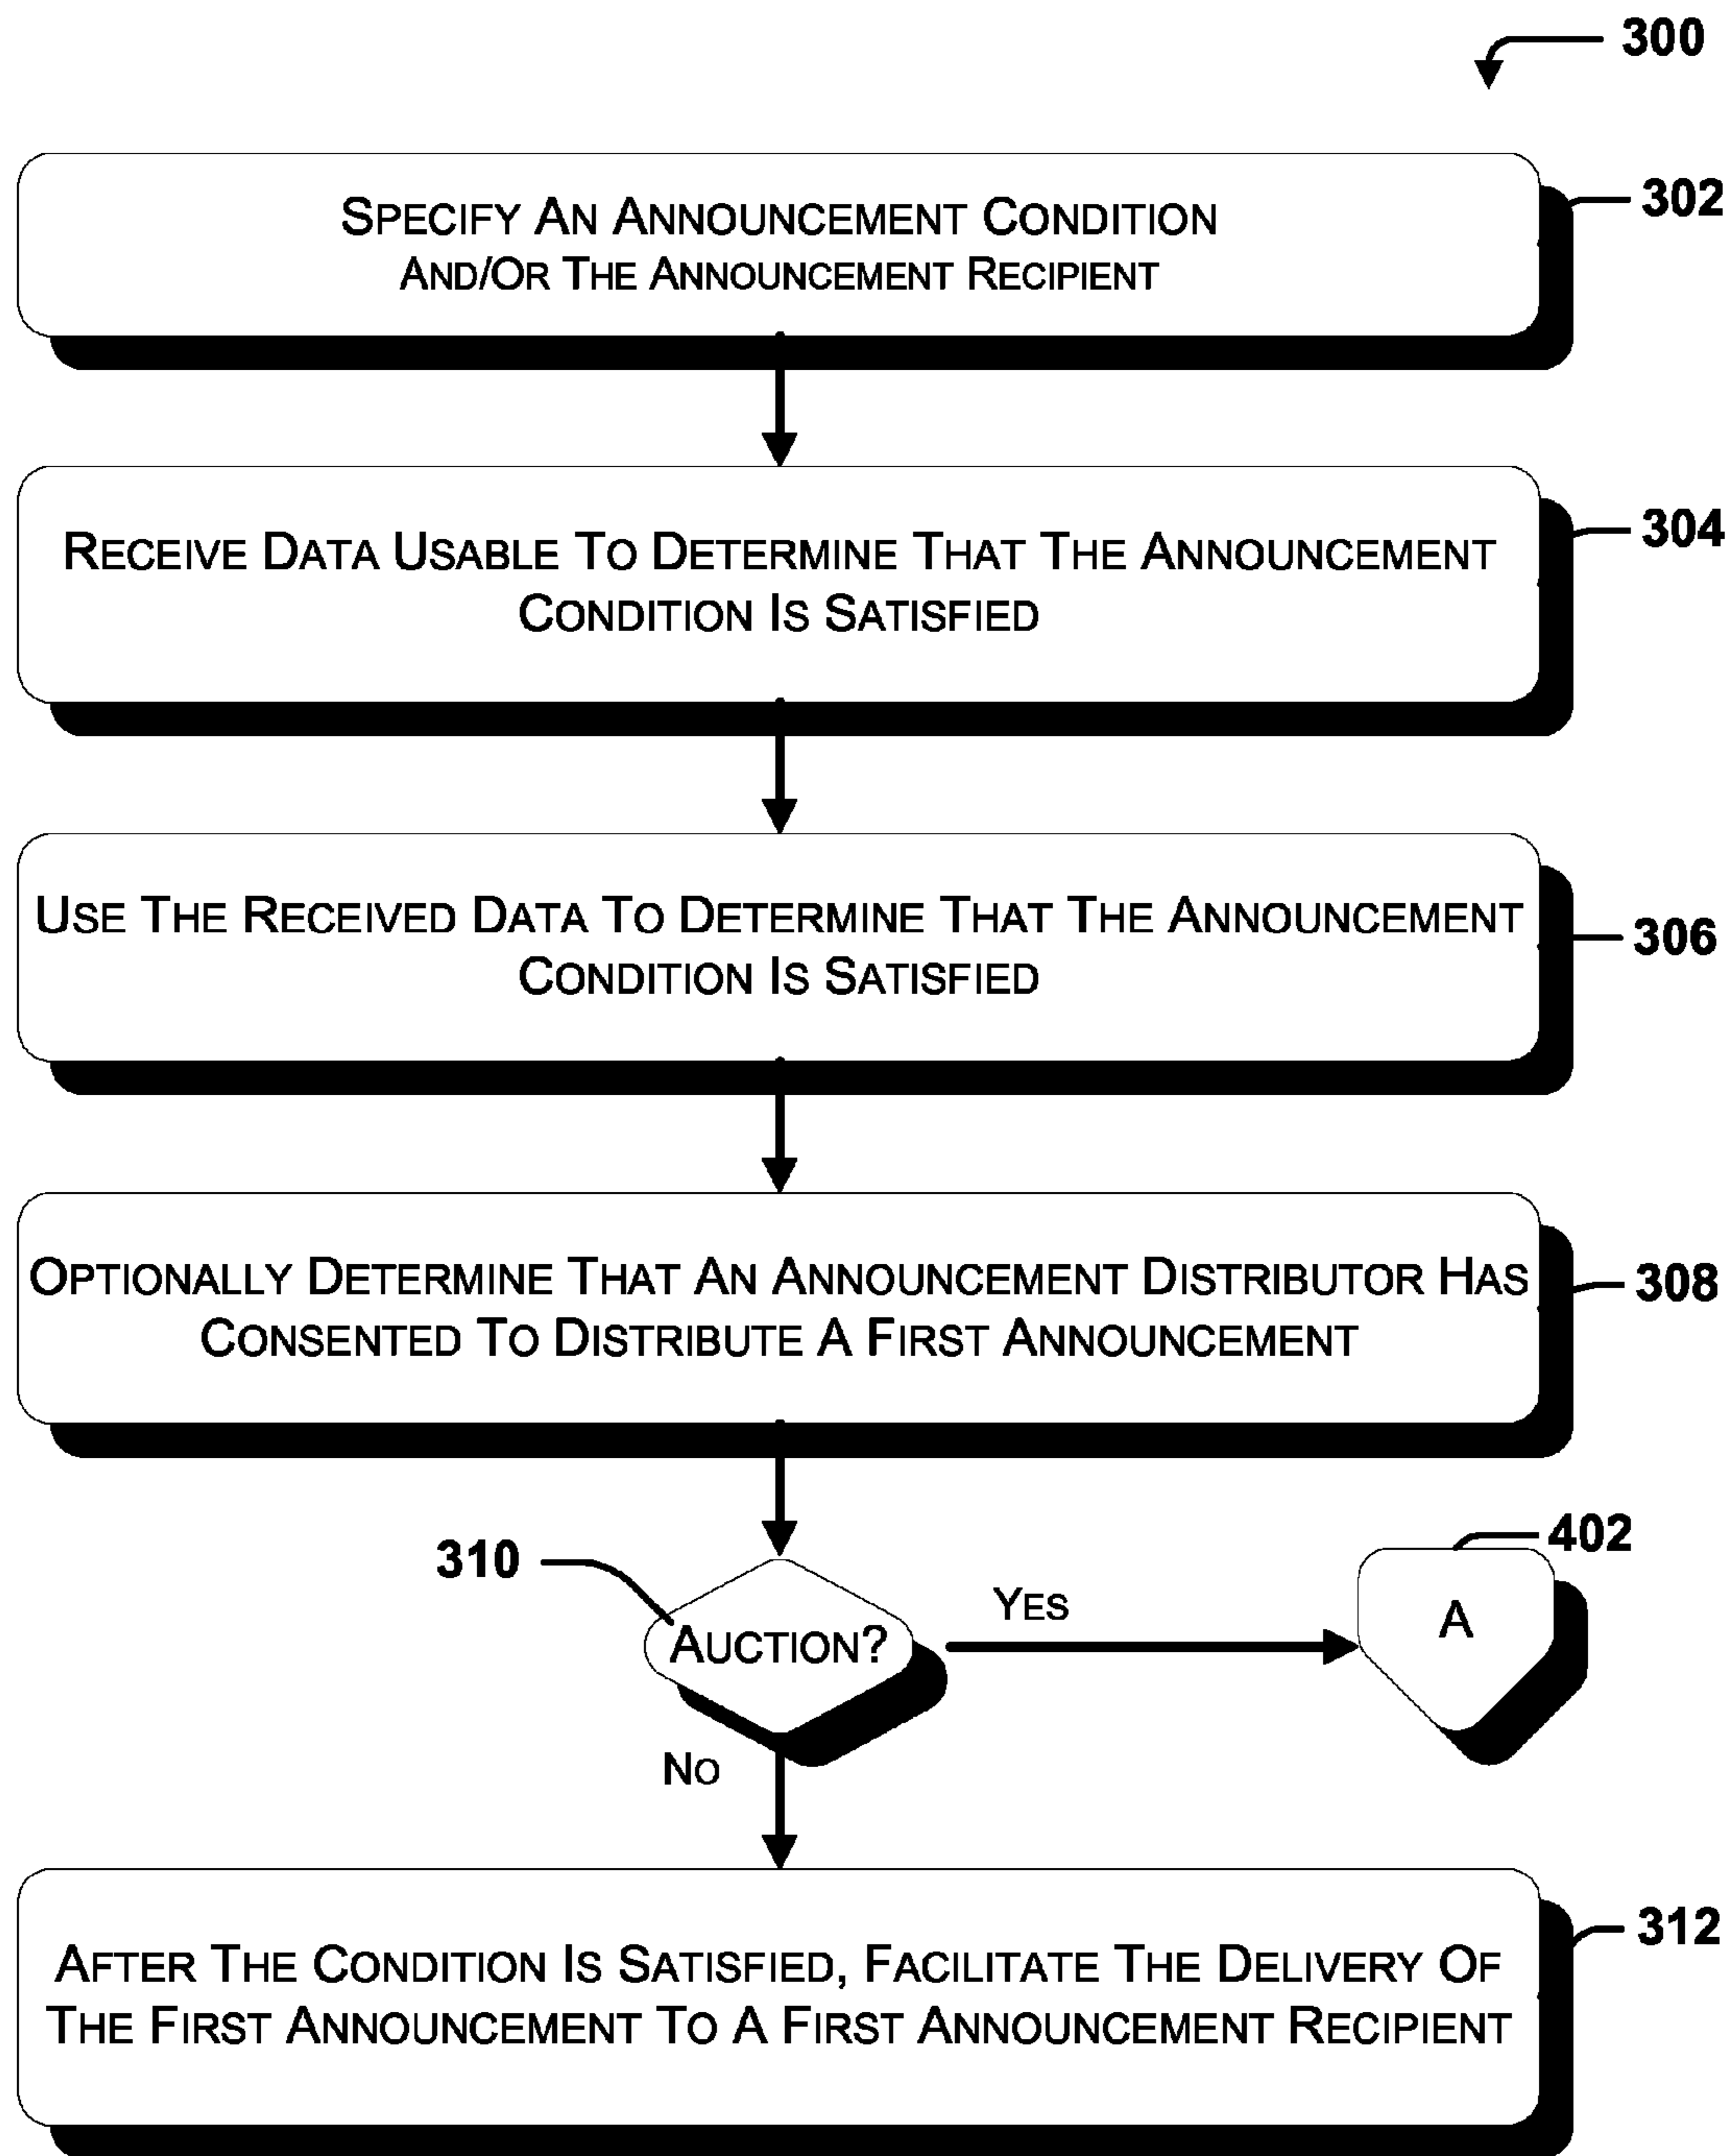 300
SPECIFY AN ANNOUNCEMENT CONDITION
AND/OR THE ANNOUNCEMENT RECIPIENT
302
RECEIVE DATA USABLE TO DETERMINE THAT THE ANNOUNCEMENT
CONDITION IS SATISFIED
304
USE THE RECEIVED DATA TO DETERMINE THAT THE ANNOUNCEMENT
CONDITION IS SATISFIED
306
OPTIONALLY DETERMINE THAT AN ANNOUNCEMENT DISTRIBUTOR HAS
CONSENTED TO DISTRIBUTE A FIRST ANNOUNCEMENT
308
310
AUCTION?
YES
402
A
NO
AFTER THE CONDITION IS SATISFIED, FACILITATE THE DELIVERY OF
THE FIRST ANNOUNCEMENT TO A FIRST ANNOUNCEMENT RECIPIENT
312